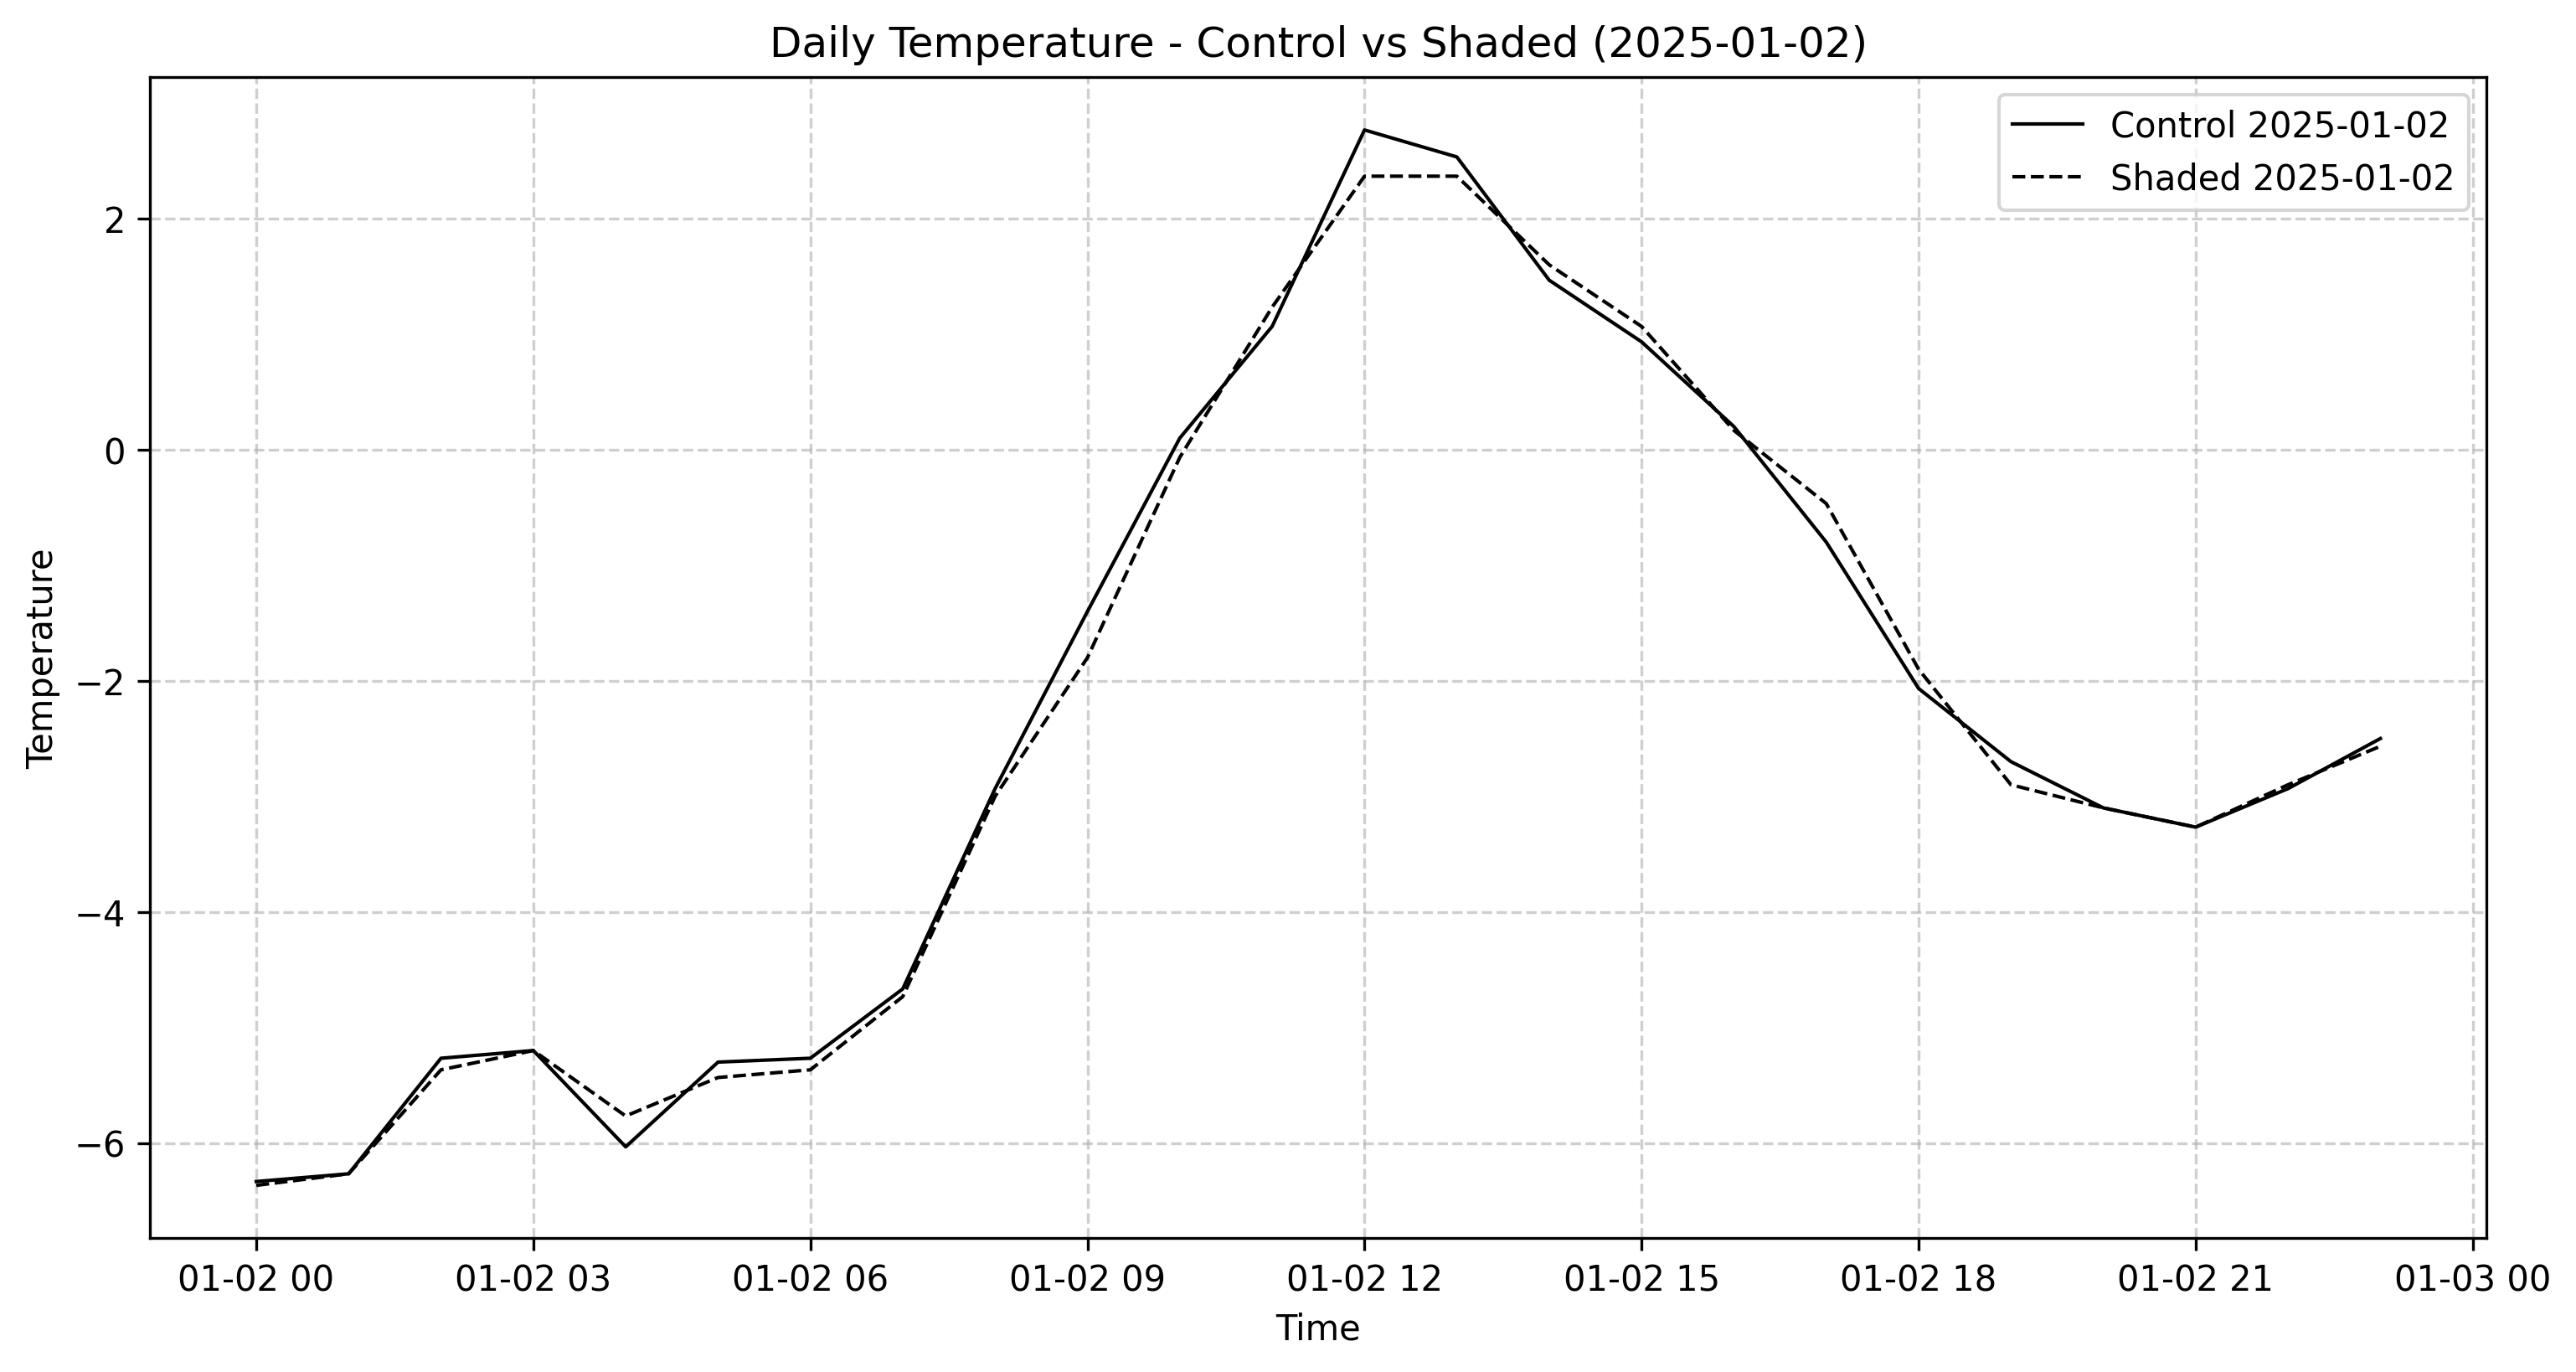 Daily Temperature - Control vs Shaded (2025-01-02)
Control 2025-01-02
Shaded 2025-01-02
Temperature
2
0
−2
−4
−6
01-02 00 01-02 03 01-02 06 01-02 09 01-02 12 01-02 15 01-02 18 01-02 21 01-03 00
Time